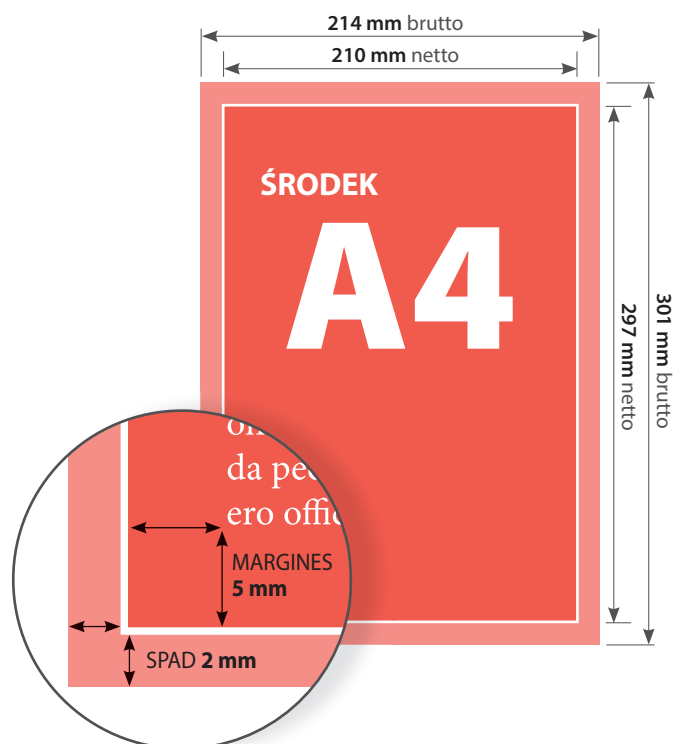 214 mm brutto
210 mm netto
ŚRODEK
A4
297 mm netto
301 mm brutto
da pe
ero offic
MARGINES
5 mm
SPAD 2 mm